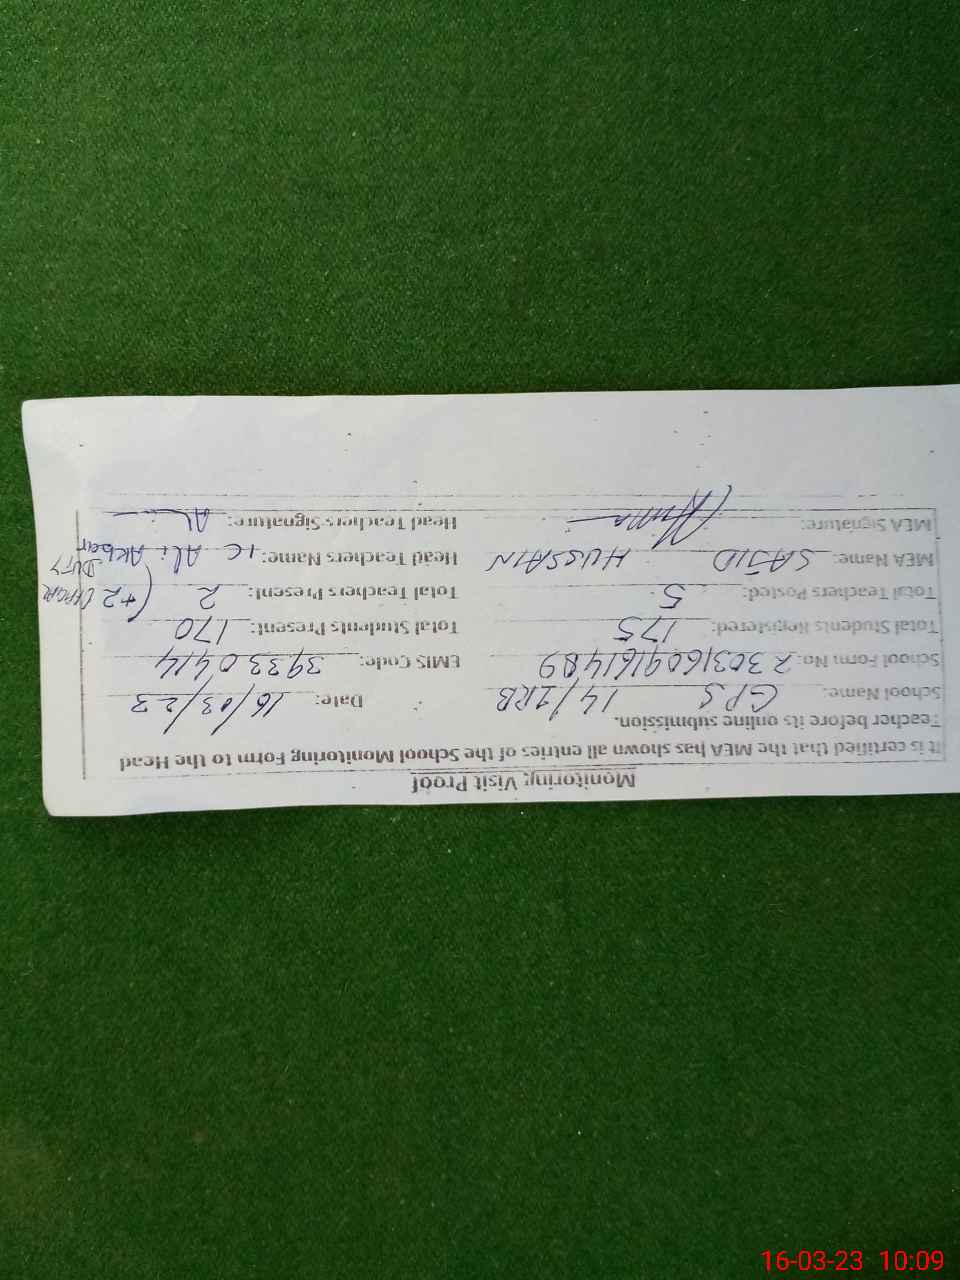 Monitoring Visit Proof
It is certified that the MEA has shown all entries of the School Monitoring Form to the Head
Teacher before its online submission.
School Name: GPS 14/1RB Date: 16/03/23
School Form No: 23031609161489 EMIS Code: 39330414
Total Students Registered: 175 Total Students Present: 170
Total Teachers Posted: 5 Total Teachers Present: 2 (+2
DUTY
MEA Name: SAJID HUSSAIN Head Teachers Name: IC Ali Akbar
MEA Signature: Head Teachers Signature: Ali
16-03-23 10:09